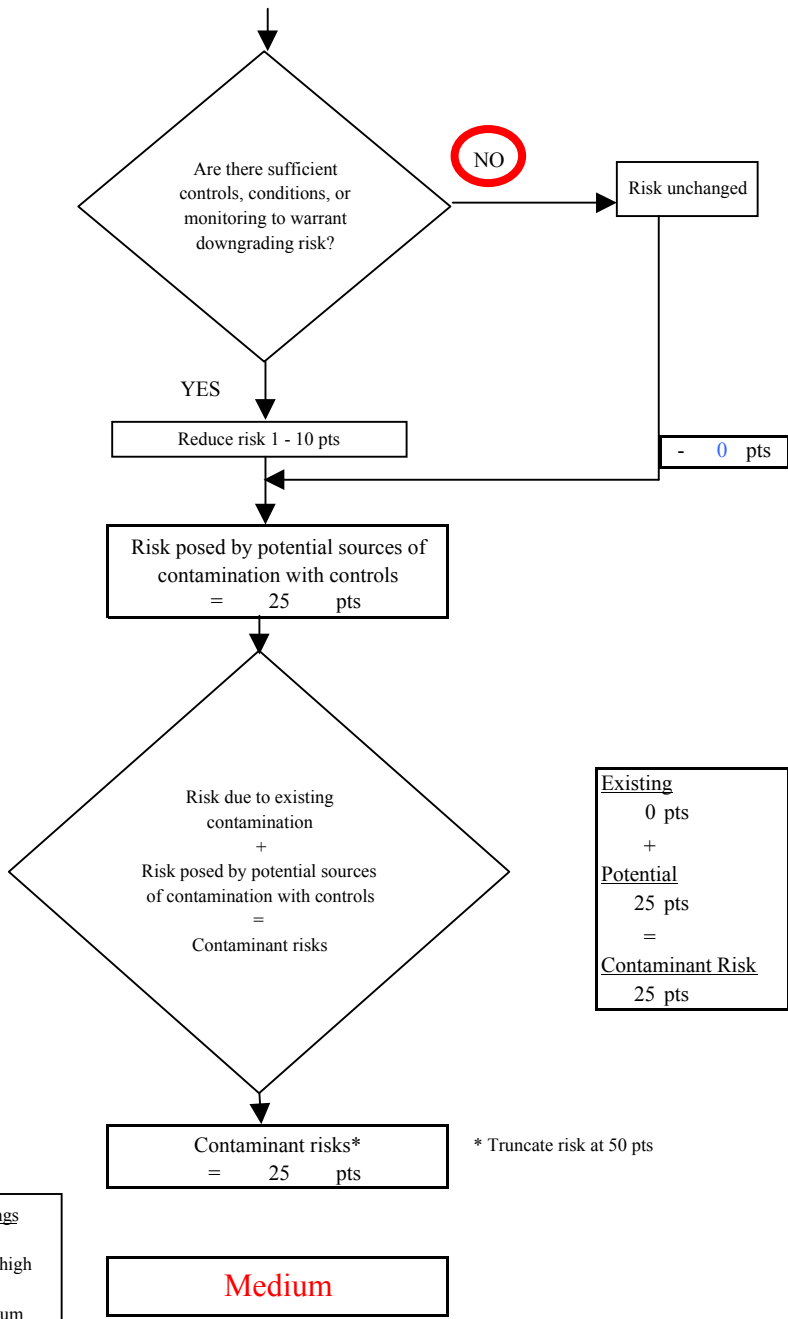 Are there sufficient
controls, conditions, or
monitoring to warrant
downgrading risk?
NO
Risk unchanged
YES
Reduce risk 1 - 10 pts
- 0 pts
Risk posed by potential sources of
contamination with controls
= 25 pts
Risk due to existing
contamination
+
Risk posed by potential sources
of contamination with controls
=
Contaminant risks
Existing
0 pts
+
Potential
25 pts
=
Contaminant Risk
25 pts
Contaminant risks*
= 25 pts
* Truncate risk at 50 pts
high
Medium